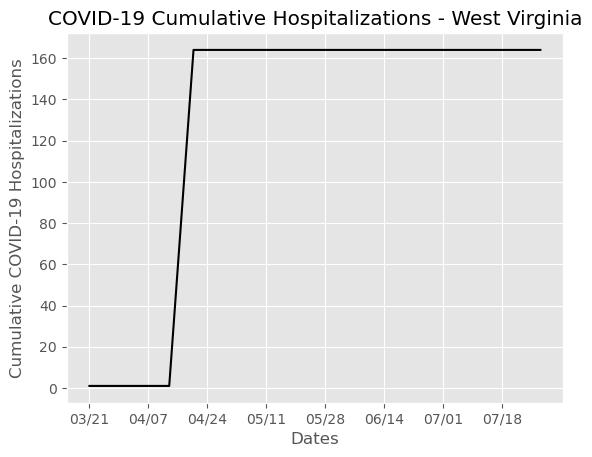 COVID-19 Cumulative Hospitalizations - West Virginia
Cumulative COVID-19 Hospitalizations
160
140
120
100
80
60
40
20
0
03/21 04/07 04/24 05/11 05/28 06/14 07/01 07/18
Dates